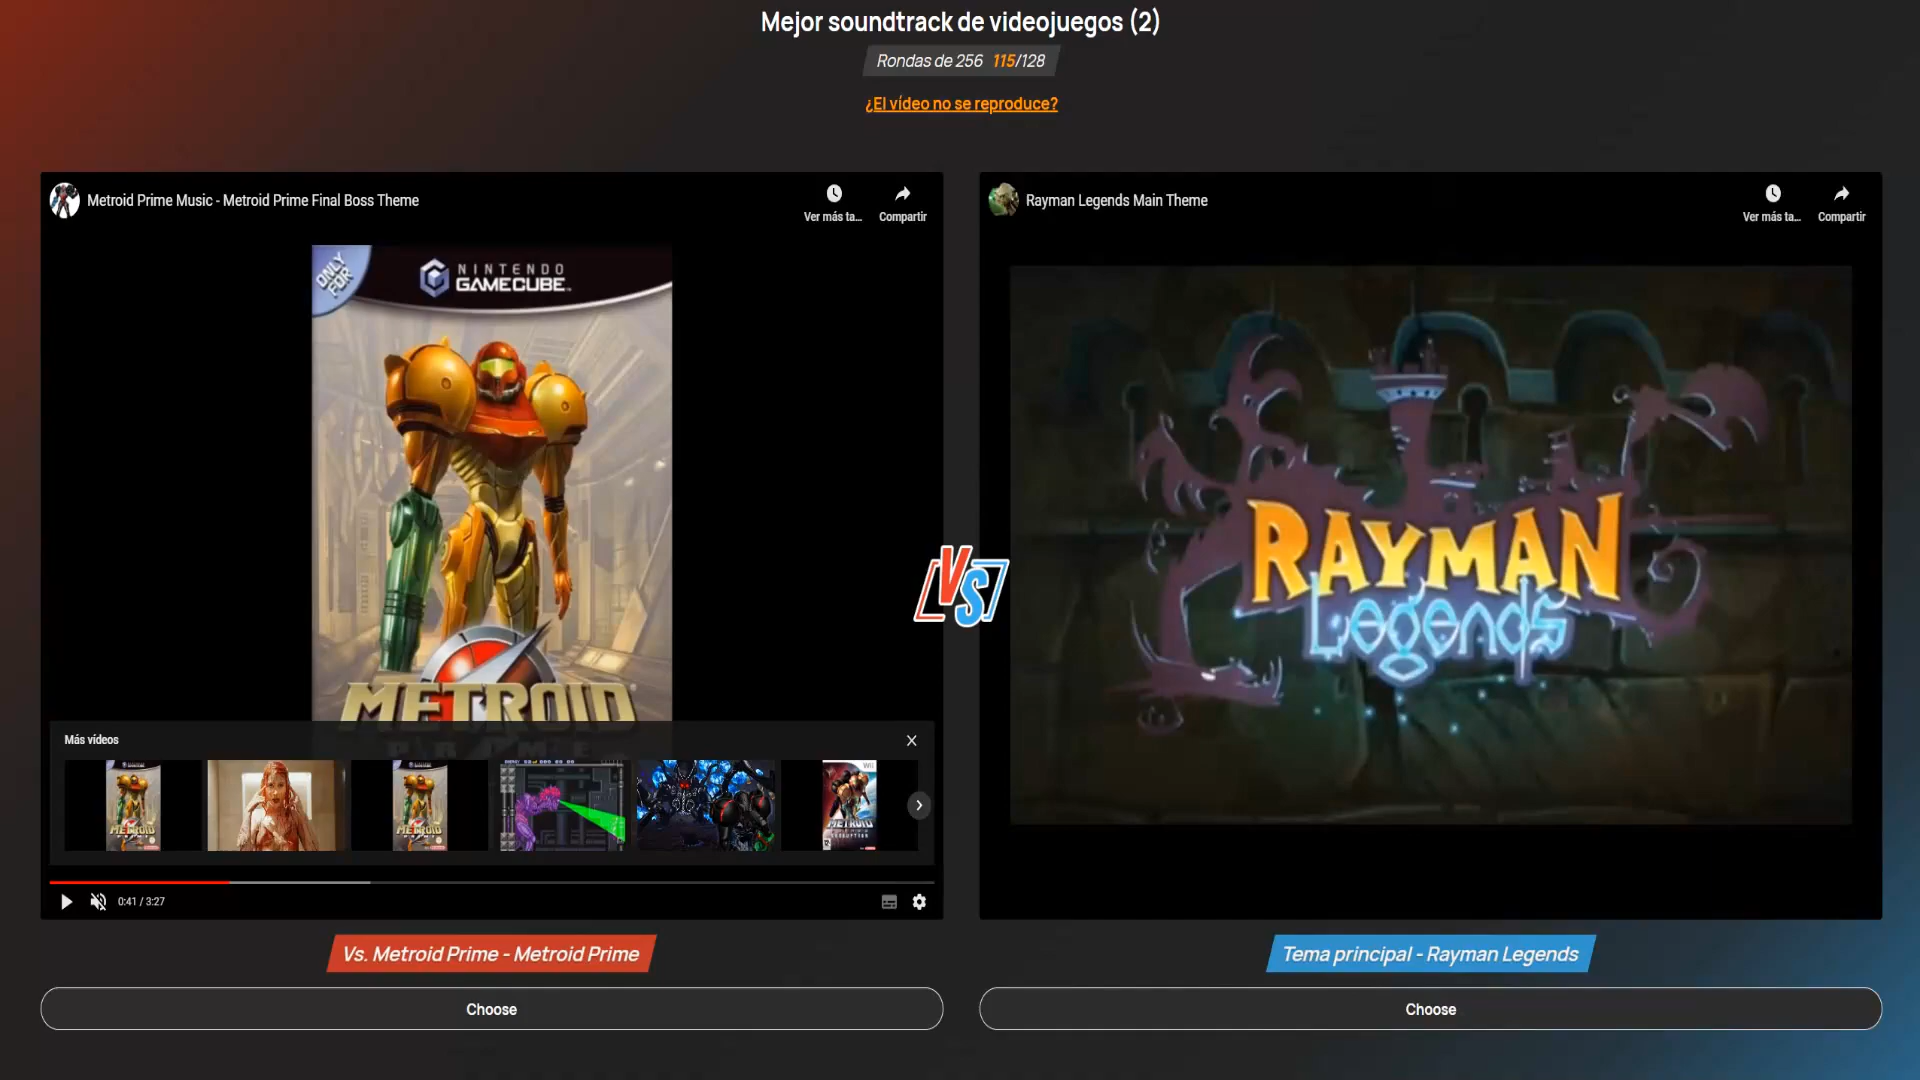 Mejor soundtrack de videojuegos (2)
Rondas de 256 115/128
¿El vídeo no se reproduce?
Metroid Prime Music - Metroid Prime Final Boss Theme
Ver más ta...
Compartir
ONLY FOR
NINTENDO
GAMECUBE
METROID
PRIME
Más vídeos
0:41 / 3:27
Vs. Metroid Prime - Metroid Prime
Choose
VS
Rayman Legends Main Theme
Ver más ta...
Compartir
RAYMAN
Legends
Tema principal - Rayman Legends
Choose